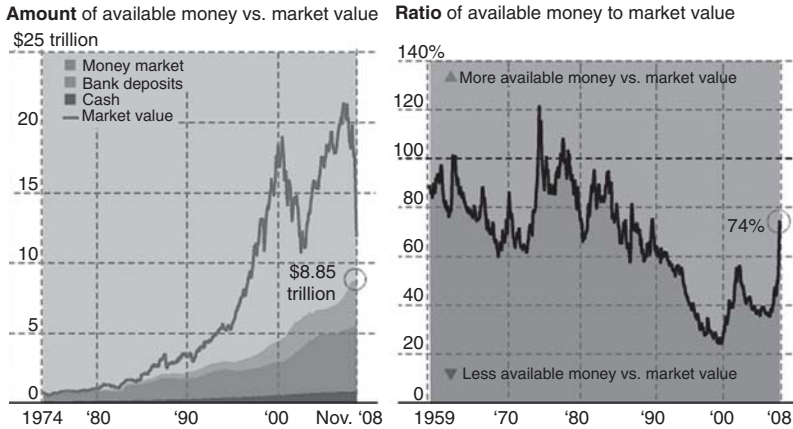 Amount of available money vs. market value
$25 trillion
Money market
Bank deposits
Cash
Market value
20
15
10
5
0
$8.85
trillion
1974 '80 '90 '00 Nov. '08
Ratio of available money to market value
140%
▲ More available money vs. market value
120
100
80
60
40
20
0
74%
▼ Less available money vs. market value
1959 '70 '80 '90 '00 '08